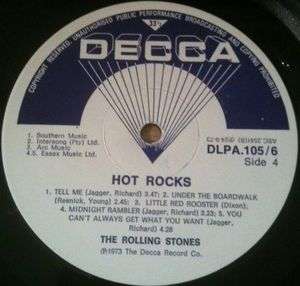 COPYRIGHT RESERVED. UNAUTHORISED PUBLIC PERFORMANCE BROADCASTING AND COPYING PROHIBITED
33⅓
DECCA
1. Southern Music
2. Intersong (Pty) Ltd.
3. Arc Music
4.5. Essex Music Ltd.
DLPA.105/6
Side 4
HOT ROCKS
1. TELL ME (Jagger, Richard) 3.47; 2. UNDER THE BOARDWALK
(Resnick, Young) 2.45; 3. LITTLE RED ROOSTER (Dixon);
4. MIDNIGHT RAMBLER (Jagger, Richard) 3.33; 5. YOU
CAN'T ALWAYS GET WHAT YOU WANT (Jagger,
Richard) 4.28
THE ROLLING STONES
℗1973 The Decca Record Co.